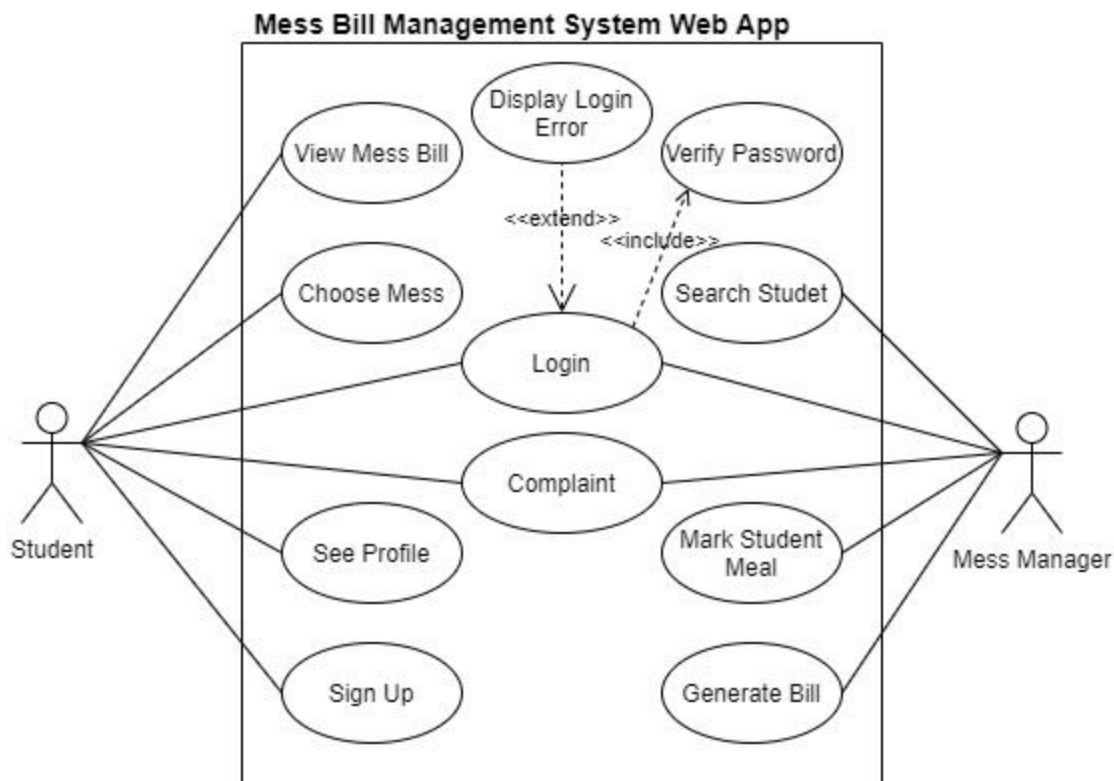 Mess Bill Management System Web App
Display Login
Error
View Mess Bill
Verify Password
<<extend>>
<<include>>
Choose Mess
Search Studet
Login
Complaint
Student
See Profile
Mark Student
Meal
Mess Manager
Sign Up
Generate Bill